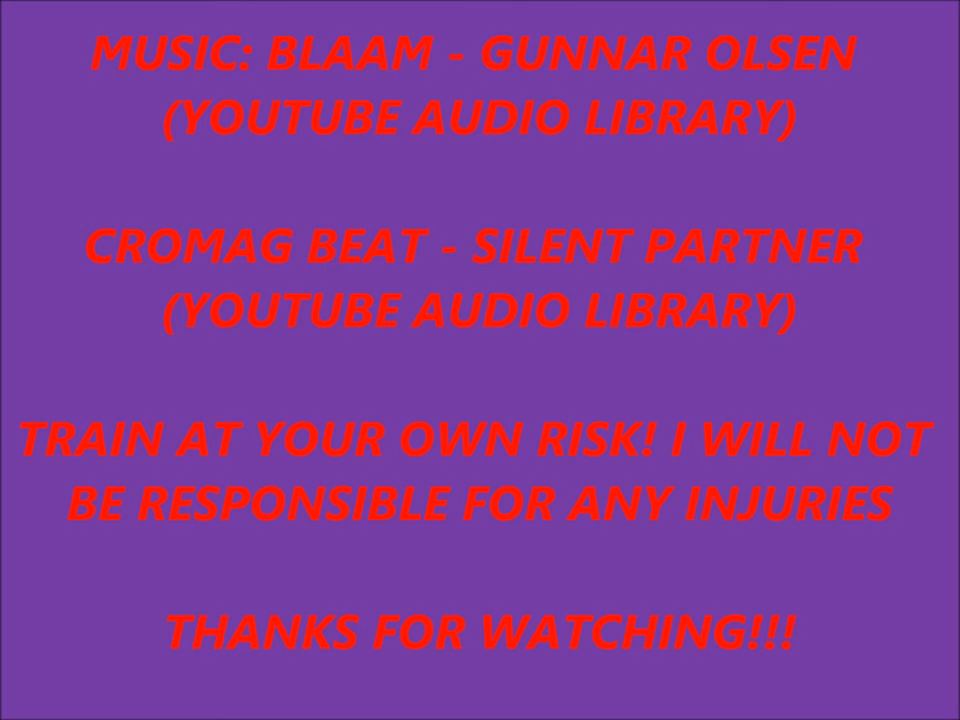 MUSIC: BLAAM - GUNNAR OLSEN
(YOUTUBE AUDIO LIBRARY)
CROMAG BEAT - SILENT PARTNER
(YOUTUBE AUDIO LIBRARY)
TRAIN AT YOUR OWN RISK! I WILL NOT
BE RESPONSIBLE FOR ANY INJURIES
THANKS FOR WATCHING!!!